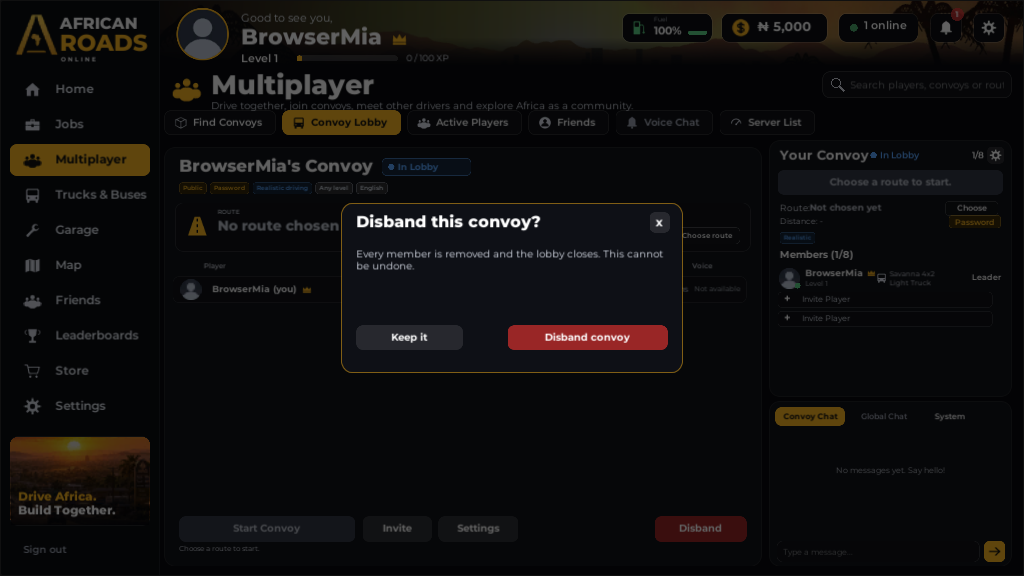 AFRICAN
ROADS
ONLINE
Home
Jobs
Multiplayer
Trucks & Buses
Garage
Map
Friends
Leaderboards
Store
Settings
Drive Africa.
Build Together.
Sign out
Good to see you,
BrowserMia
Level 1
0 / 100 XP
Fuel
100%
₦ 5,000
1 online
1
Multiplayer
Drive together, join convoys, meet other drivers and explore Africa as a community.
Search players, convoys or rou
Find Convoys
Convoy Lobby
Active Players
Friends
Voice Chat
Server List
BrowserMia's Convoy
In Lobby
Public
Password
Realistic driving
Any level
English
ROUTE
No route chosen
Choose route
Player
Voice
BrowserMia (you)
Not available
Disband this convoy?
x
Every member is removed and the lobby closes. This cannot
be undone.
Keep it
Disband convoy
Start Convoy
Invite
Settings
Disband
Choose a route to start.
Your Convoy
In Lobby
1/8
Choose a route to start.
Route:
Not chosen yet
Choose
Distance: -
Password
Realistic
Members (1/8)
BrowserMia
Level 1
Savanna 4x2
Light Truck
Leader
+ Invite Player
+ Invite Player
Convoy Chat
Global Chat
System
No messages yet. Say hello!
Type a message...